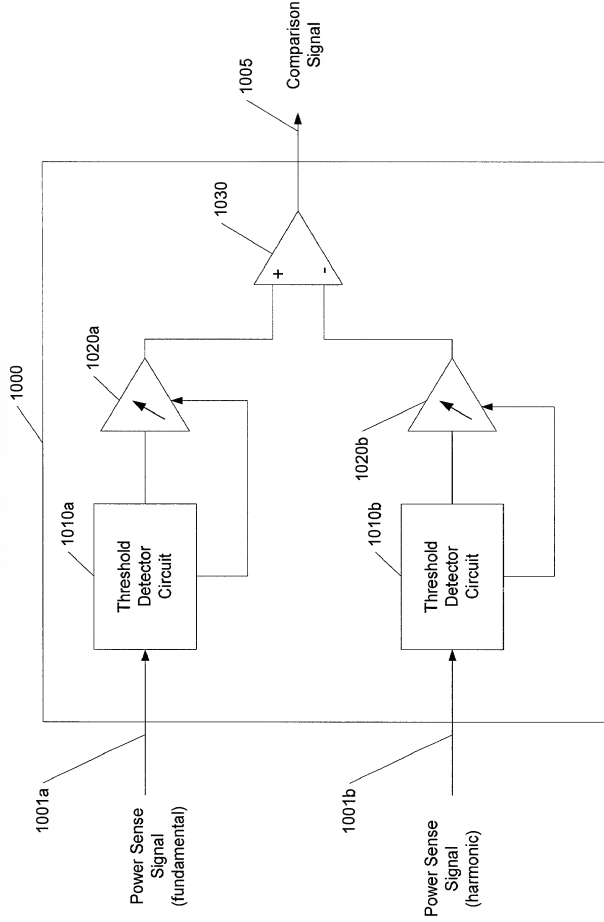 1000
1001a
Power Sense
Signal
(fundamental)
1010a
Threshold
Detector
Circuit
1020a
1030
+
-
1005
Comparison
Signal
1001b
Power Sense
Signal
(harmonic)
1010b
Threshold
Detector
Circuit
1020b